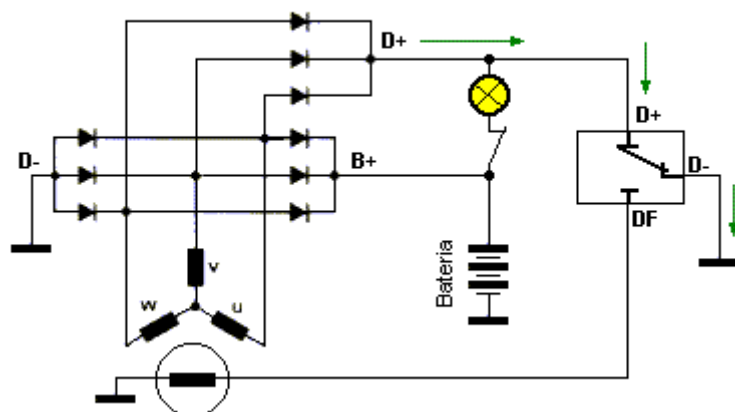 D+
D+
D-
B+
D-
DF
v
w
u
Bateria